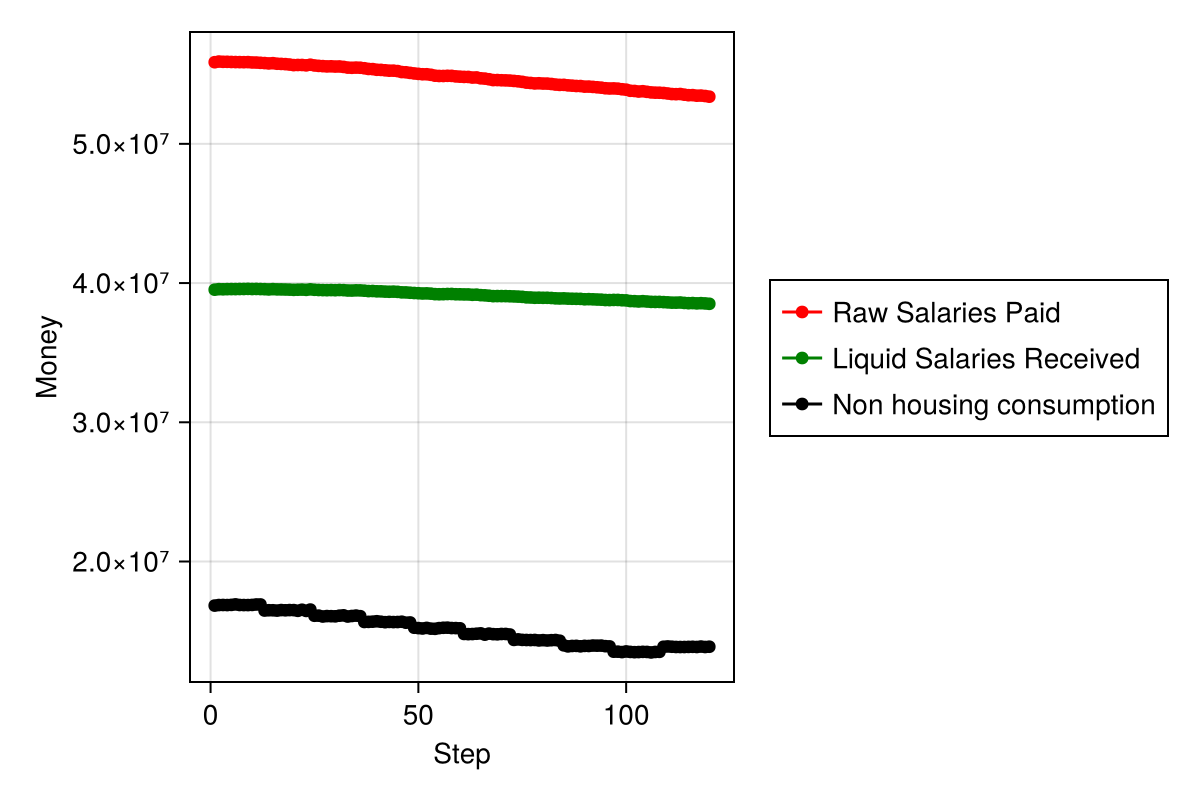 5.0×10⁷
4.0×10⁷
3.0×10⁷
2.0×10⁷
Money
0 50 100
Step
Raw Salaries Paid
Liquid Salaries Received
Non housing consumption